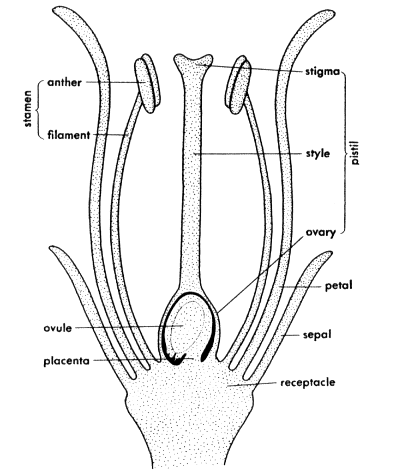 stamen
anther
filament
stigma
style
pistil
ovary
petal
ovule
sepal
placenta
receptacle